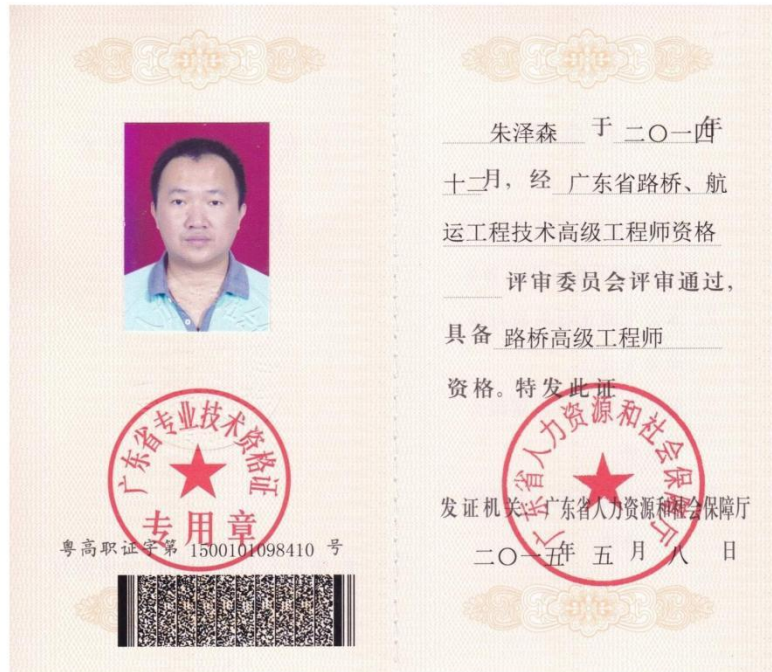 广东省专业技术资格证
专用章
粤高职证字第 1500101098410 号
朱泽森 于 二〇一四年
十二月，经 广东省路桥、航
运工程技术高级工程师资格
评审委员会评审通过，
具备 路桥高级工程师
资格。特发此证
广东省人力资源和社会保障厅
发证机关：广东省人力资源和社会保障厅
二〇一五年 五 月 八 日